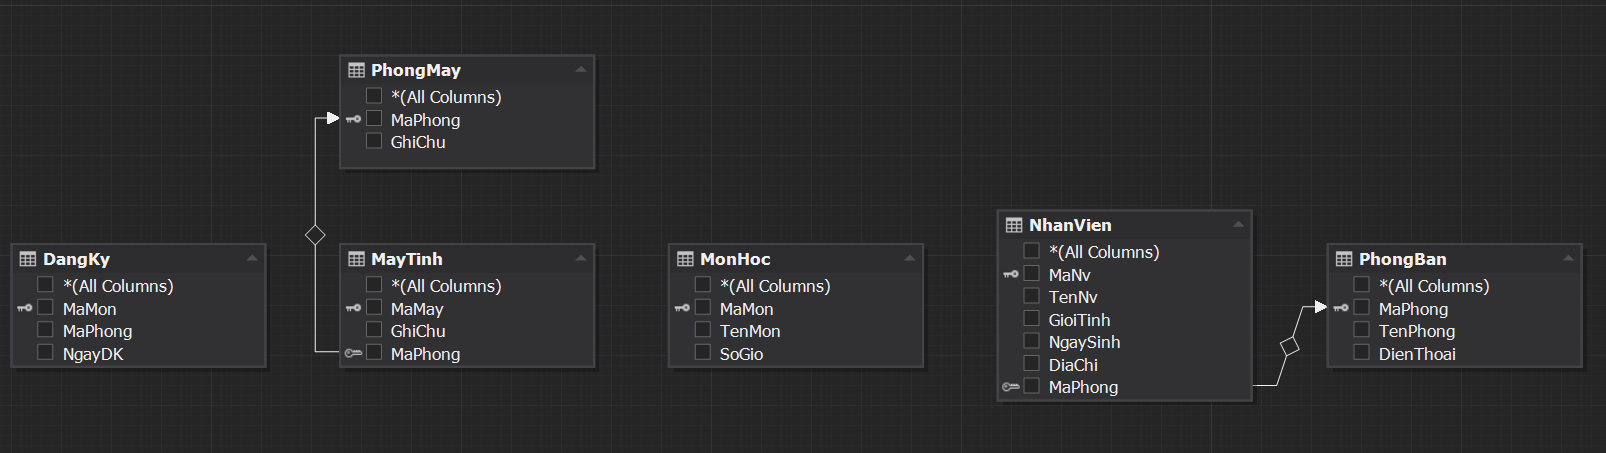 PhongMay
*(All Columns)
MaPhong
GhiChu
DangKy
*(All Columns)
MaMon
MaPhong
NgayDK
MayTinh
*(All Columns)
MaMay
GhiChu
MaPhong
MonHoc
*(All Columns)
MaMon
TenMon
SoGio
NhanVien
*(All Columns)
MaNv
TenNv
GioiTinh
NgaySinh
DiaChi
MaPhong
PhongBan
*(All Columns)
MaPhong
TenPhong
DienThoai